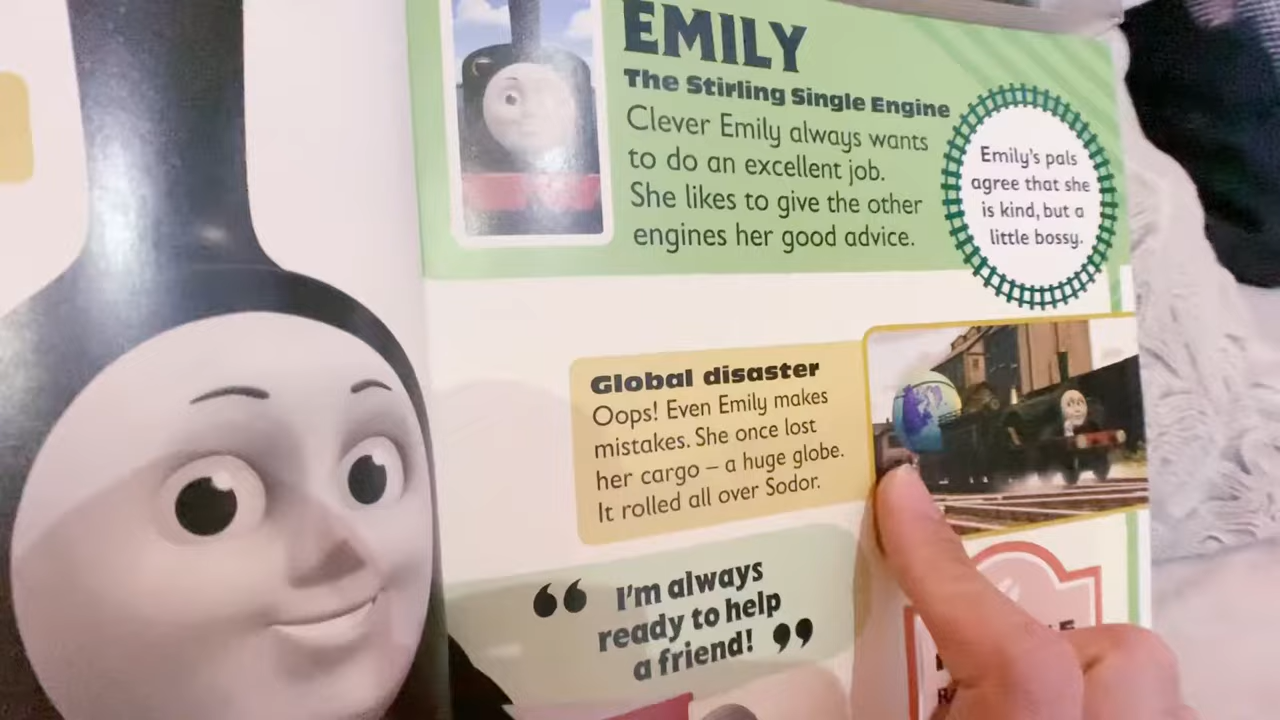 EMILY
The Stirling Single Engine
Clever Emily always wants
to do an excellent job.
She likes to give the other
engines her good advice.
Emily's pals
agree that she
is kind, but a
little bossy.
Global disaster
Oops! Even Emily makes
mistakes. She once lost
her cargo – a huge globe.
It rolled all over Sodor.
“ I'm always
ready to help
a friend! ”